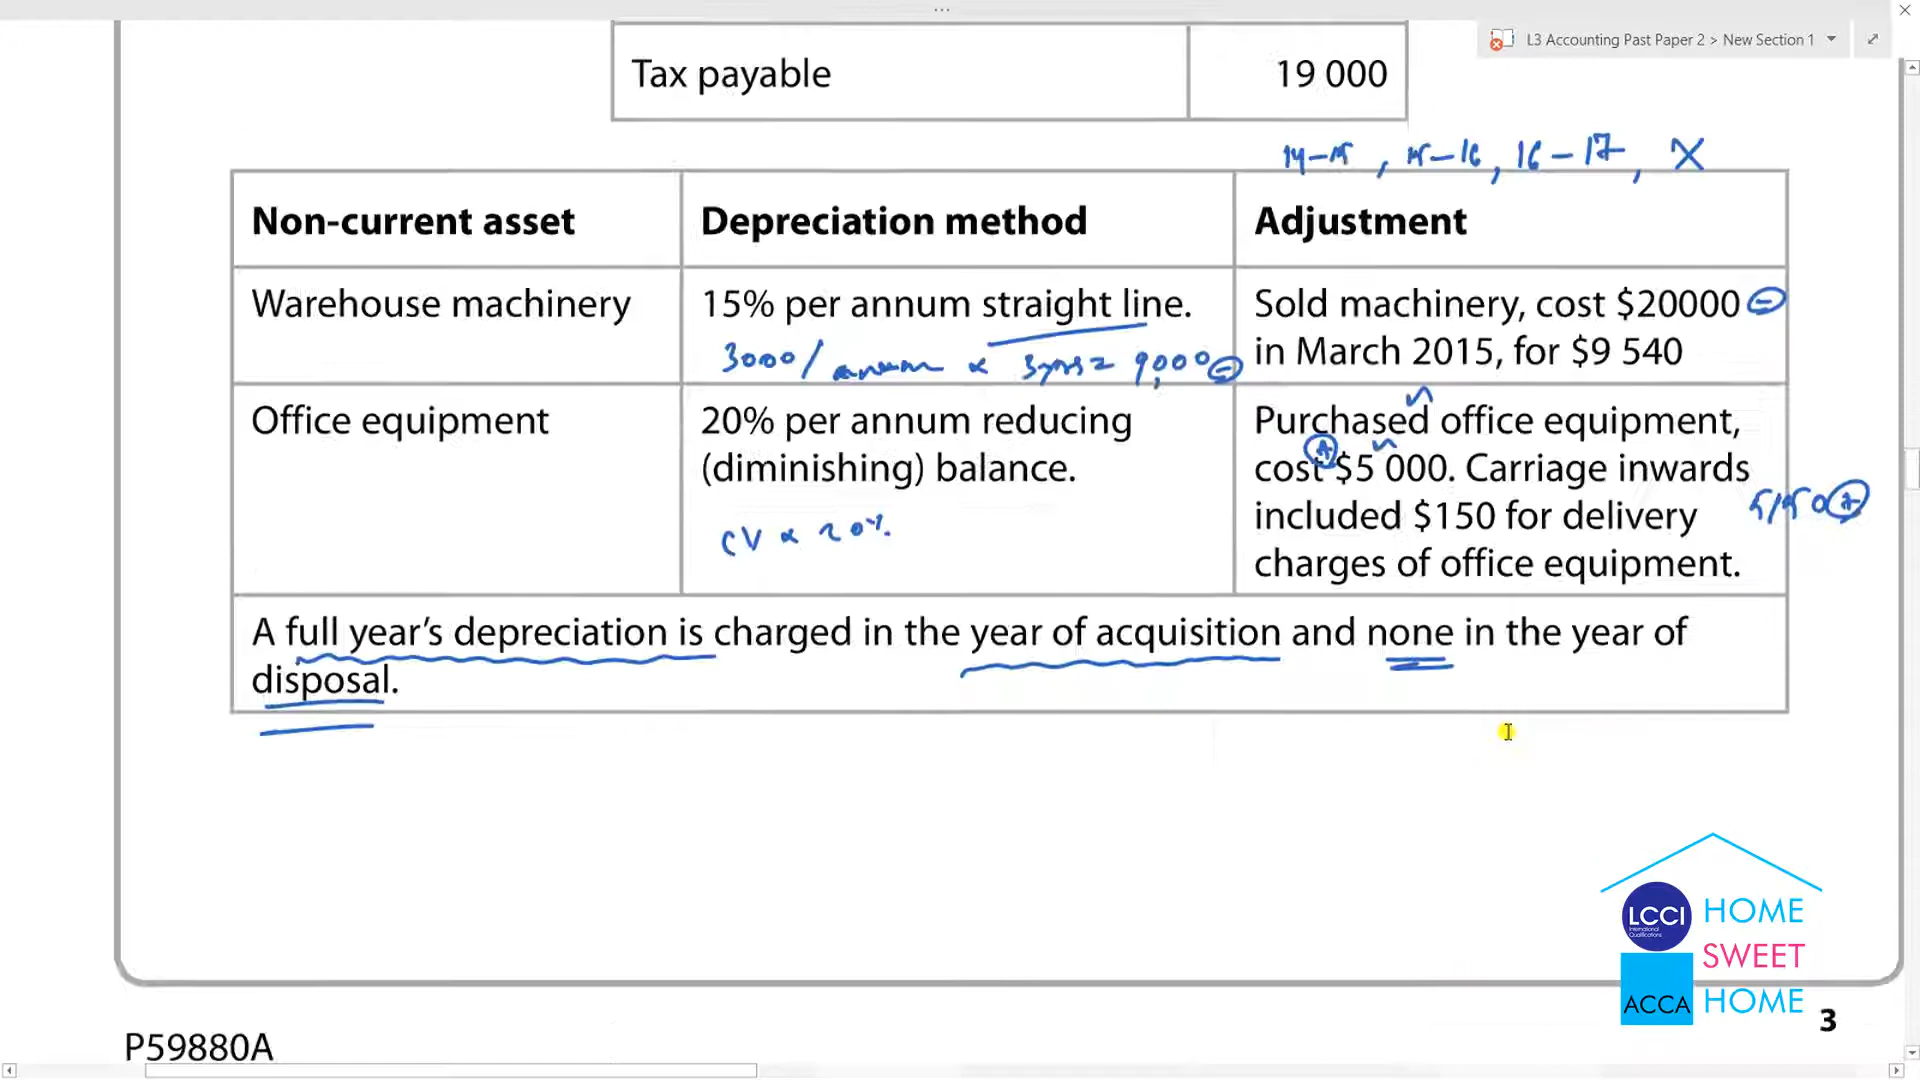 ...
L3 Accounting Past Paper 2 > New Section 1
Tax payable 19 000
14-15, 15-16, 16-17, X
Non-current asset Depreciation method Adjustment
Warehouse machinery 15% per annum straight line. Sold machinery, cost $20000 −
in March 2015, for $9 540
3000/annum × 3yrs = 9,000 −
Office equipment 20% per annum reducing Purchased office equipment,
(diminishing) balance. cost $5 000. Carriage inwards
included $150 for delivery 5150 +
CV × 20%
charges of office equipment.
A full year’s depreciation is charged in the year of acquisition and none in the year of
disposal.
LCCI
International Qualifications
HOME
SWEET
ACCA HOME
3
P59880A